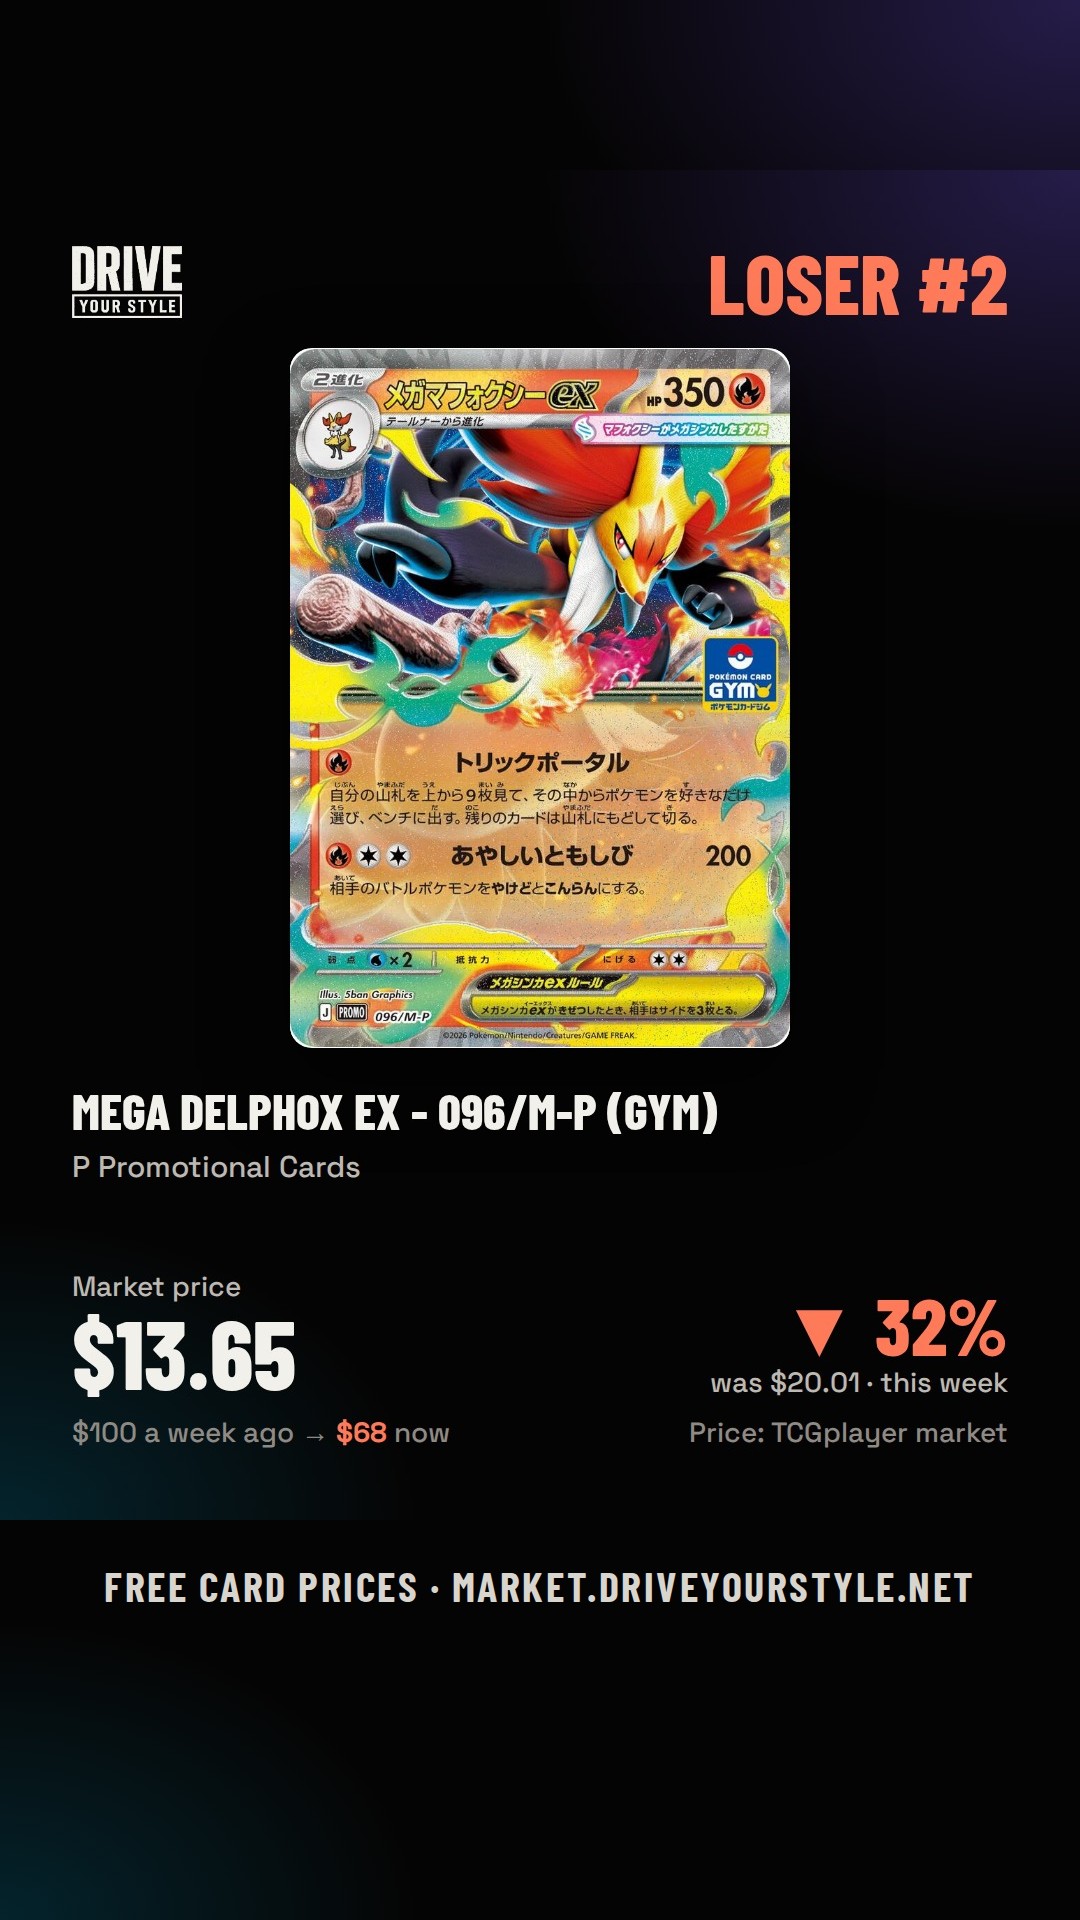 DRIVE
YOUR STYLE
LOSER #2
2進化
メガマフォクシーex
HP350
テールナーから進化
マフォクシーがメガシンカしたすがた
POKÉMON CARD
GYM
ポケモンカードジム
トリックポータル
自分の山札を上から9枚見て、その中からポケモンを好きなだけ
選び、ベンチに出す。残りのカードは山札にもどして切る。
あやしいともしび 200
相手のバトルポケモンをやけどとこんらんにする。
弱点 ×2 抵抗力 にげる
メガシンカexルール
メガシンカexがきぜつしたとき、相手はサイドを3枚とる。
Illus. 5ban Graphics
J PROMO 096/M-P
©2026 Pokémon/Nintendo/Creatures/GAME FREAK.
MEGA DELPHOX EX - 096/M-P (GYM)
P Promotional Cards
Market price
$13.65
▼ 32%
was $20.01 · this week
$100 a week ago → $68 now
Price: TCGplayer market
FREE CARD PRICES · MARKET.DRIVEYOURSTYLE.NET